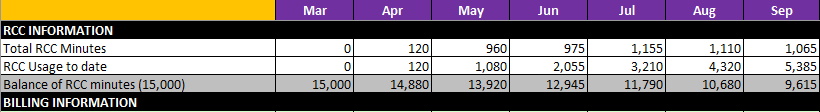 Mar Apr May Jun Jul Aug Sep
RCC INFORMATION
Total RCC Minutes 0 120 960 975 1,155 1,110 1,065
RCC Usage to date 0 120 1,080 2,055 3,210 4,320 5,385
Balance of RCC minutes (15,000) 15,000 14,880 13,920 12,945 11,790 10,680 9,615
BILLING INFORMATION